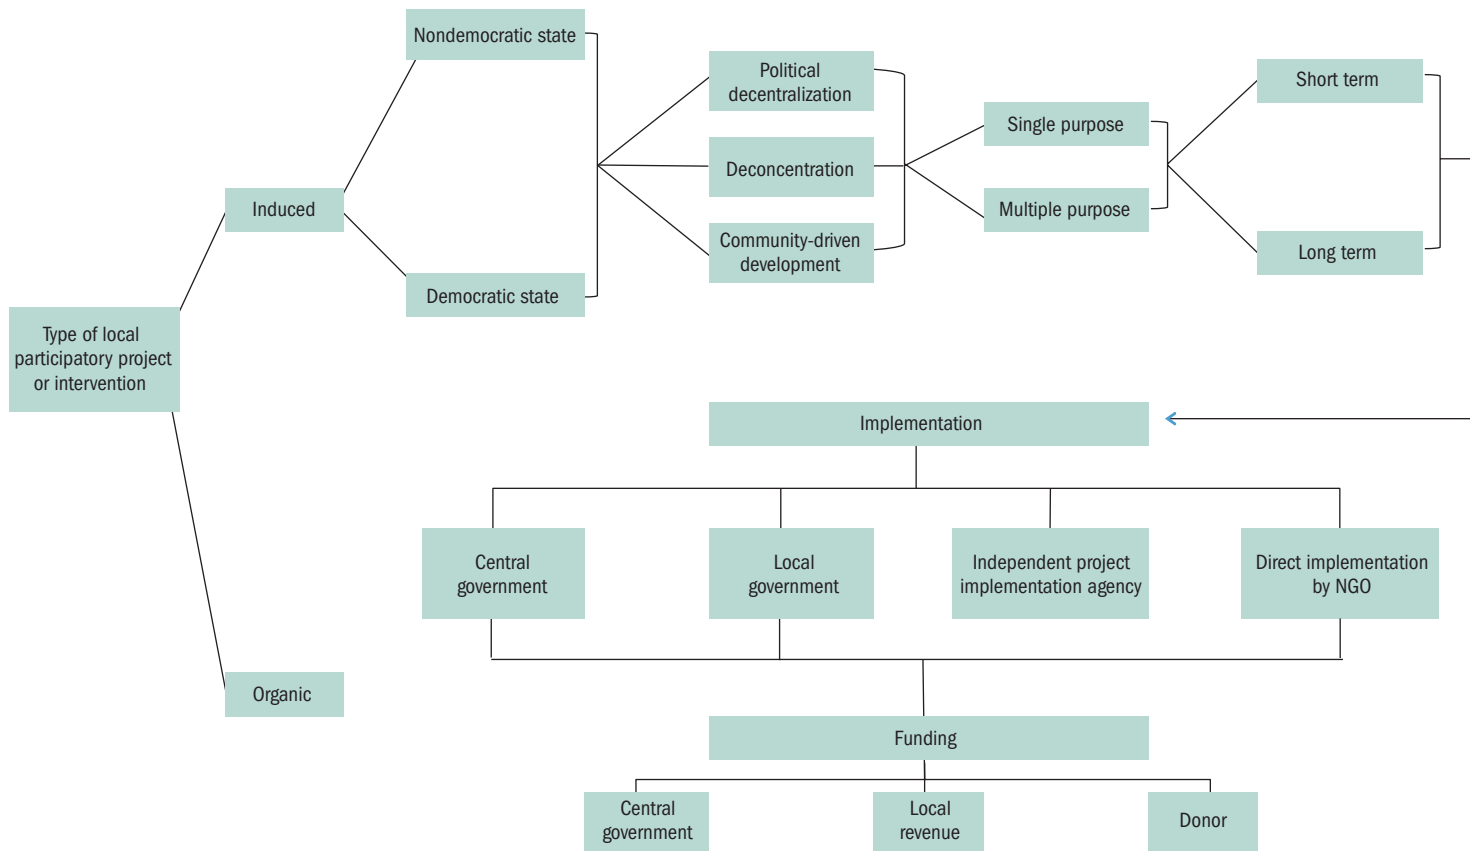 Type of local
participatory project
or intervention
Induced
Organic
Nondemocratic state
Democratic state
Political
decentralization
Deconcentration
Community-driven
development
Single purpose
Multiple purpose
Short term
Long term
Implementation
Central
government
Local
government
Independent project
implementation agency
Direct implementation
by NGO
Funding
Central
government
Local
revenue
Donor